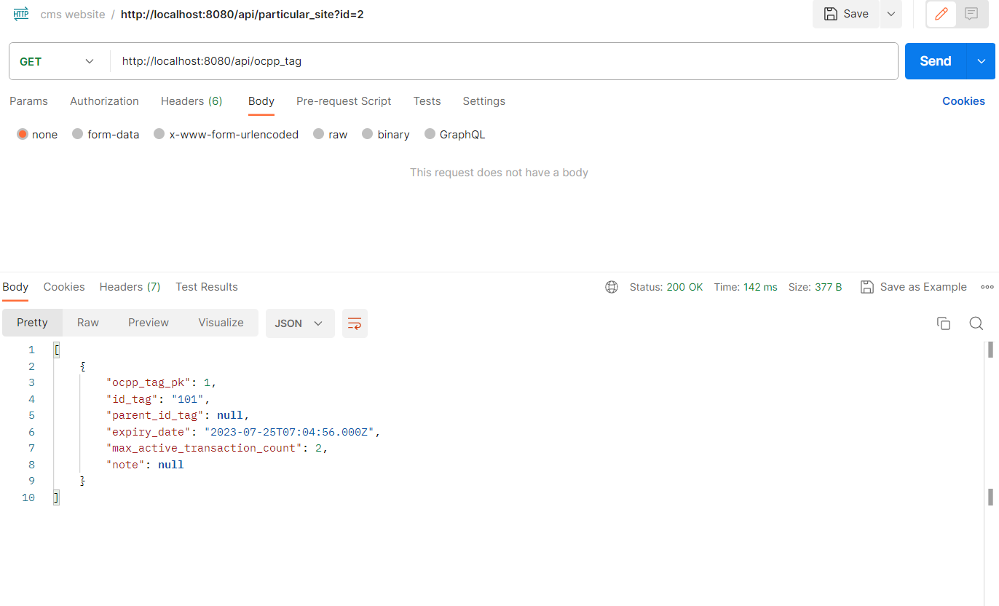 HTTP cms website / http://localhost:8080/api/particular_site?id=2 Save
GET http://localhost:8080/api/ocpp_tag Send
Params Authorization Headers (6) Body Pre-request Script Tests Settings Cookies
none form-data x-www-form-urlencoded raw binary GraphQL
This request does not have a body
Body Cookies Headers (7) Test Results Status: 200 OK Time: 142 ms Size: 377 B Save as Example
Pretty Raw Preview Visualize JSON
1 [
2 {
3 "ocpp_tag_pk": 1,
4 "id_tag": "101",
5 "parent_id_tag": null,
6 "expiry_date": "2023-07-25T07:04:56.000Z",
7 "max_active_transaction_count": 2,
8 "note": null
9 }
10 ]